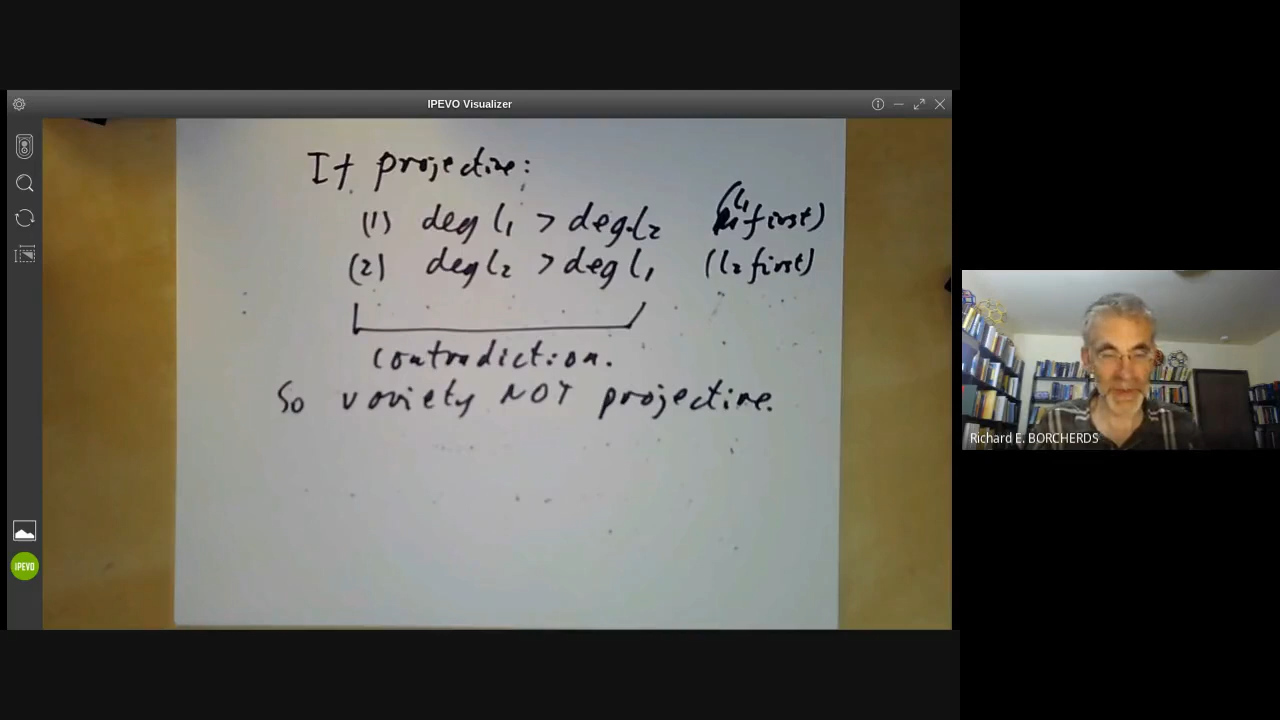 IPEVO Visualizer
If projective:
(1) deg l₁ > deg l₂ (l₁ first)
(2) deg l₂ > deg l₁ (l₂ first)
contradiction.
So variety NOT projective.
IPEVO
Richard E. BORCHERDS